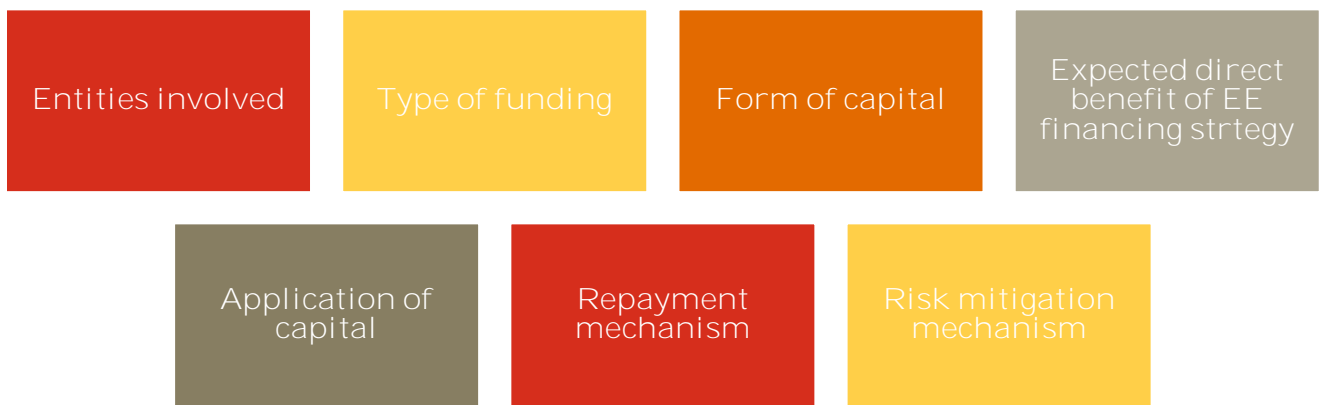 Entities involved
Type of funding
Form of capital
Expected direct
benefit of EE
financing strtegy
Application of
capital
Repayment
mechanism
Risk mitigation
mechanism